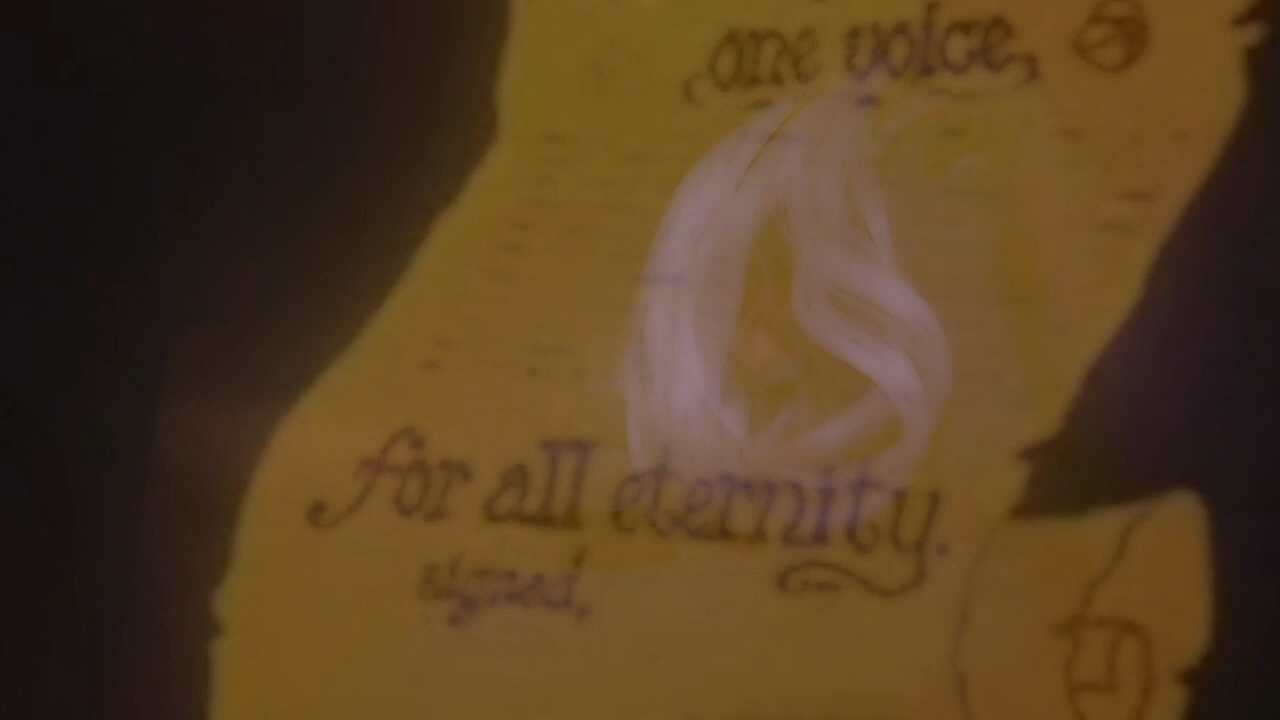 one voice,
for all eternity.
signed,